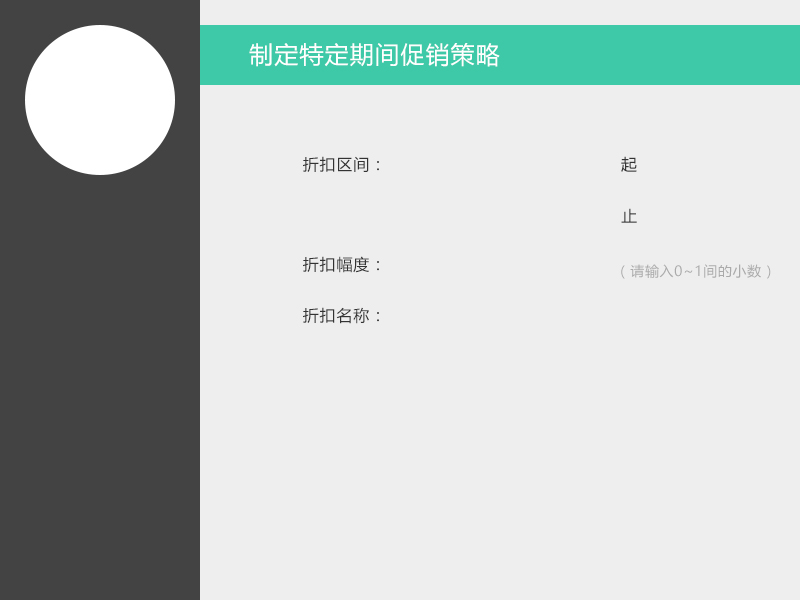 制定特定期间促销策略
折扣区间：
起
止
折扣幅度：
（请输入0~1间的小数）
折扣名称：